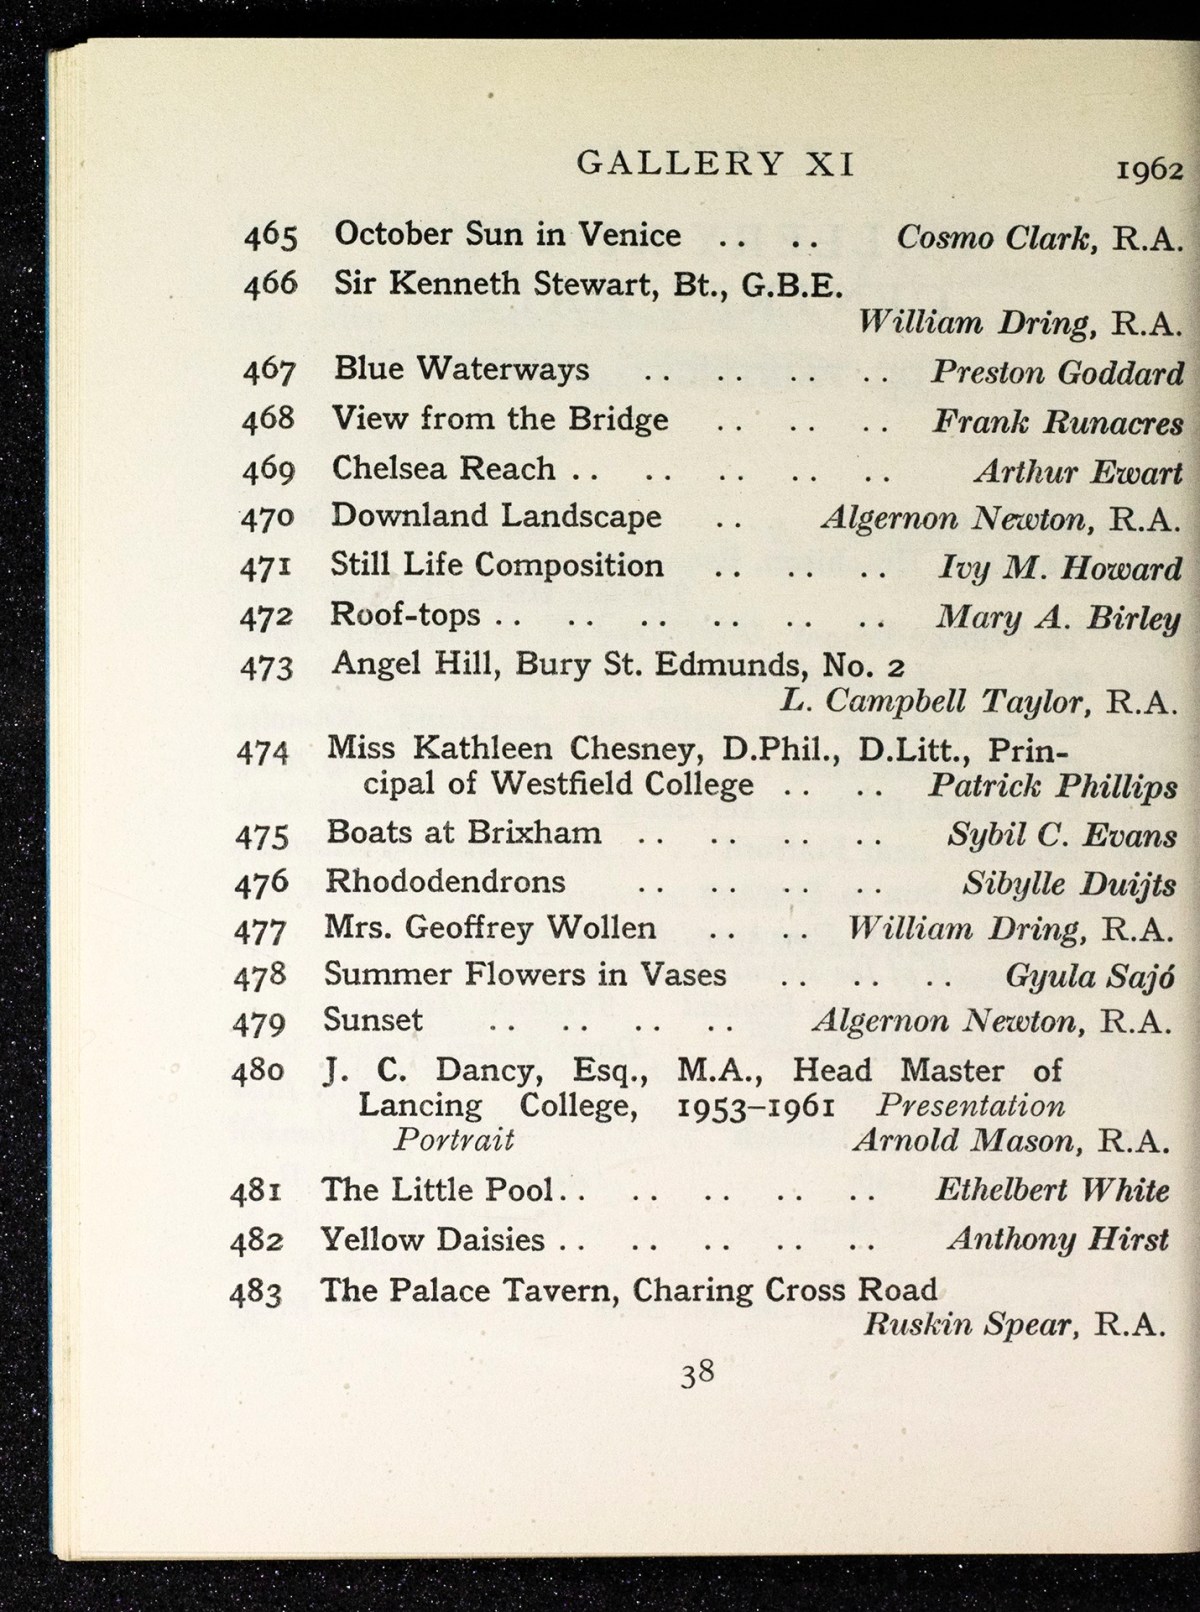 GALLERY XI 1962
465 October Sun in Venice .. .. Cosmo Clark, R.A.
466 Sir Kenneth Stewart, Bt., G.B.E.
William Dring, R.A.
467 Blue Waterways .. .. .. .. Preston Goddard
468 View from the Bridge .. .. .. Frank Runacres
469 Chelsea Reach .. .. .. .. .. Arthur Ewart
470 Downland Landscape .. Algernon Newton, R.A.
471 Still Life Composition .. .. .. Ivy M. Howard
472 Roof-tops .. .. .. .. .. .. Mary A. Birley
473 Angel Hill, Bury St. Edmunds, No. 2
L. Campbell Taylor, R.A.
474 Miss Kathleen Chesney, D.Phil., D.Litt., Prin-
cipal of Westfield College .. .. Patrick Phillips
475 Boats at Brixham .. .. .. .. Sybil C. Evans
476 Rhododendrons .. .. .. .. Sibylle Duijts
477 Mrs. Geoffrey Wollen .. .. William Dring, R.A.
478 Summer Flowers in Vases .. .. .. Gyula Sajó
479 Sunset .. .. .. .. Algernon Newton, R.A.
480 J. C. Dancy, Esq., M.A., Head Master of
Lancing College, 1953–1961 Presentation
Portrait Arnold Mason, R.A.
481 The Little Pool .. .. .. .. .. Ethelbert White
482 Yellow Daisies .. .. .. .. .. Anthony Hirst
483 The Palace Tavern, Charing Cross Road
Ruskin Spear, R.A.
38